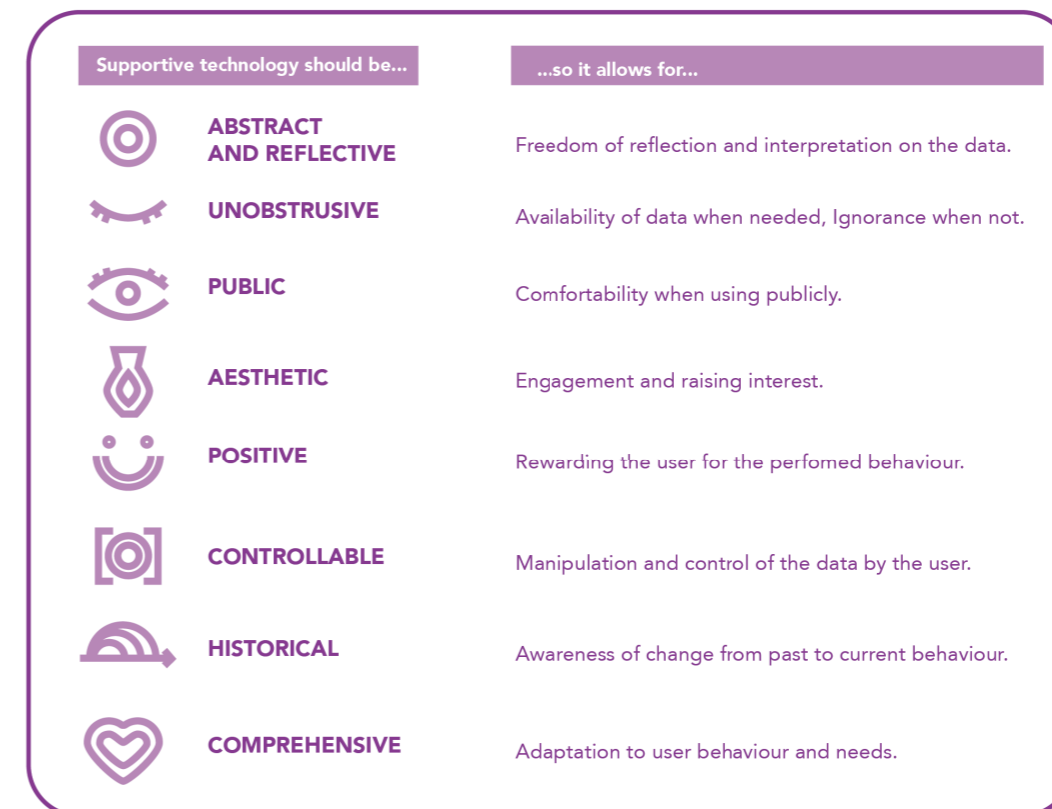 Supportive technology should be...
...so it allows for...
ABSTRACT
AND REFLECTIVE
Freedom of reflection and interpretation on the data.
UNOBSTRUSIVE
Availability of data when needed, Ignorance when not.
PUBLIC
Comfortability when using publicly.
AESTHETIC
Engagement and raising interest.
POSITIVE
Rewarding the user for the perfomed behaviour.
CONTROLLABLE
Manipulation and control of the data by the user.
HISTORICAL
Awareness of change from past to current behaviour.
COMPREHENSIVE
Adaptation to user behaviour and needs.